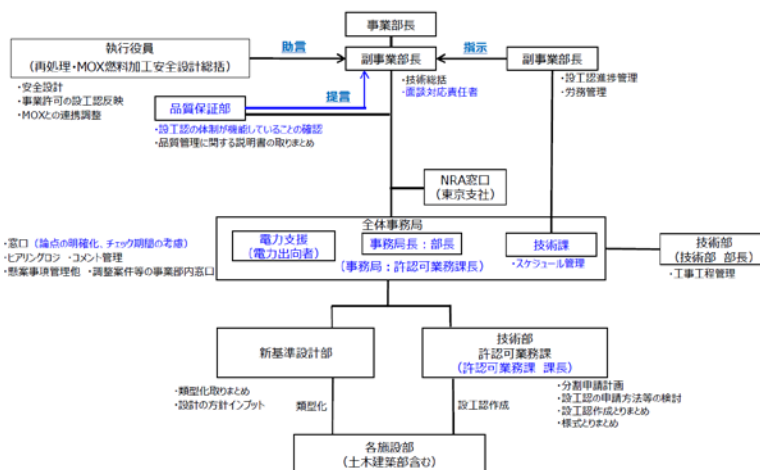 事業部長
執行役員
(再処理・MOX燃料加工安全設計総括)
助言
副事業部長
指示
副事業部長
・安全設計
・事業許可の設工認反映
・MOXとの連携調整
・技術総括
・面談対応責任者
・設工認進捗管理
・労務管理
品質保証部
提言
・設工認の体制が機能していることの確認
・品質管理に関する説明書の取りまとめ
NRA窓口
(東京支社)
全体事務局
電力支援
(電力出向者)
事務局長:部長
(事務局:許認可業務課長)
技術課
・スケジュール管理
・窓口(論点の明確化、チェック期間の考慮)
・ヒアリングロジ ・コメント管理
・懸案事項管理他 ・調整案件等の事業部内窓口
技術部
(技術部 部長)
・工事工程管理
新基準設計部
技術部
許認可業務課
(許認可業務課 課長)
・類型化取りまとめ
・設計の方針インプット
類型化
設工認作成
・分割申請計画
・設工認の申請方法等の検討
・設工認作成とりまとめ
・様式とりまとめ
各施設部
(土木建築部含む)